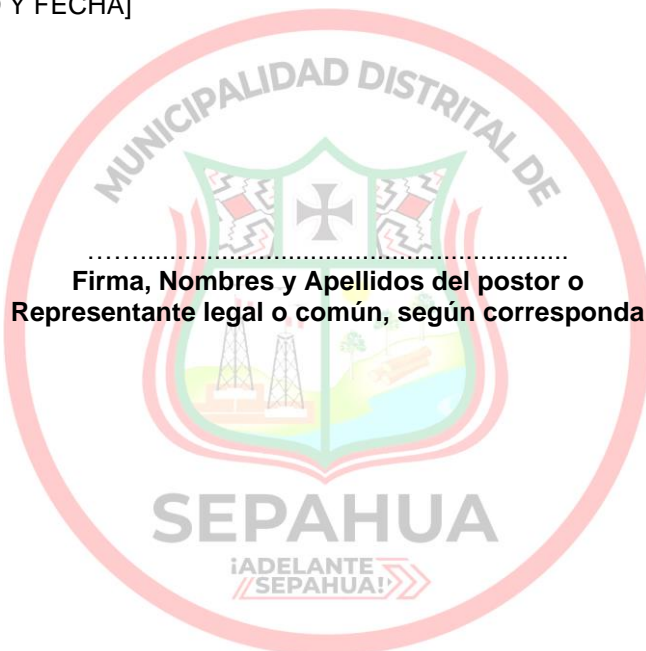 Y FECHA]
MUNICIPALIDAD DISTRITAL DE
……..........................................................
Firma, Nombres y Apellidos del postor o
Representante legal o común, según corresponda
SEPAHUA
¡ADELANTE
SEPAHUA!